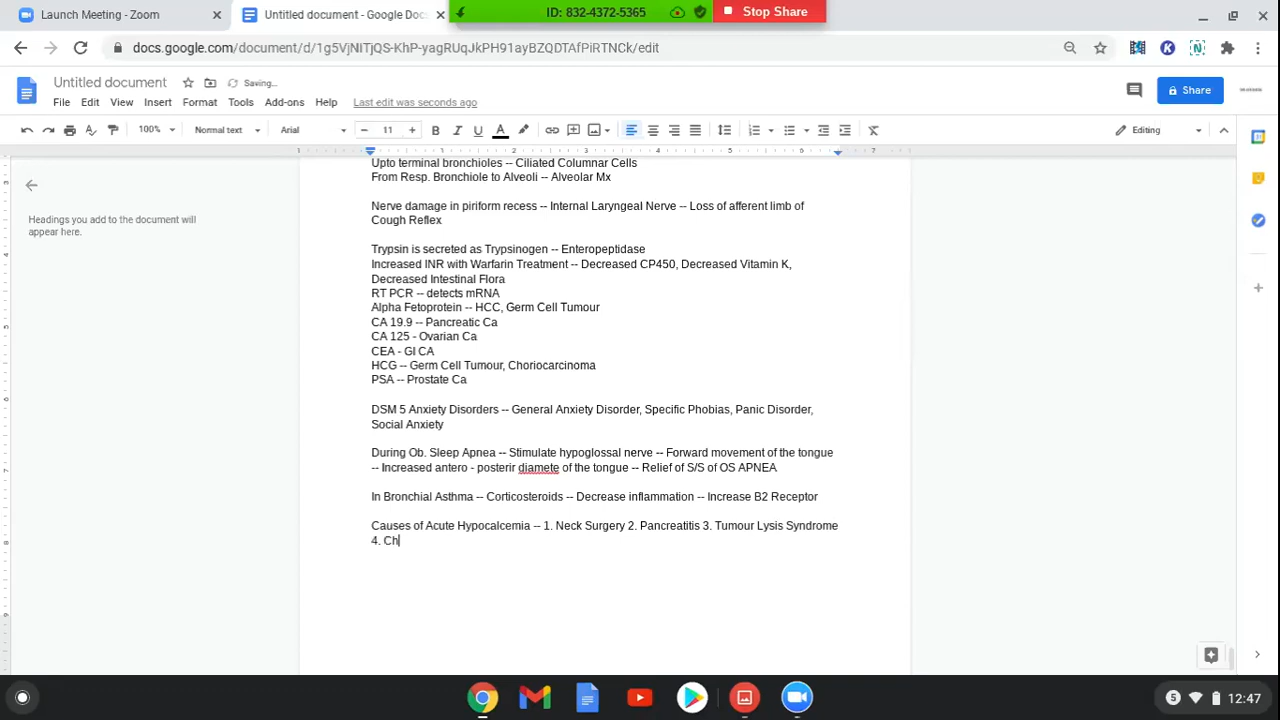 Launch Meeting - Zoom
Untitled document - Google Doc
ID: 832-4372-5365
Stop Share
docs.google.com/document/d/1g5VjNITjQS-KhP-yagRUqJkPH91ayBZQDTAfPiRTNCk/edit
Untitled document
Saving...
Share
File Edit View Insert Format Tools Add-ons Help Last edit was seconds ago
100% Normal text Arial 11 B I U A Editing
1 1 2 3 4 5 6 7
Headings you add to the document will
appear here.
Upto terminal bronchioles -- Ciliated Columnar Cells
From Resp. Bronchiole to Alveoli -- Alveolar Mx
Nerve damage in piriform recess -- Internal Laryngeal Nerve -- Loss of afferent limb of
Cough Reflex
Trypsin is secreted as Trypsinogen -- Enteropeptidase
Increased INR with Warfarin Treatment -- Decreased CP450, Decreased Vitamin K,
Decreased Intestinal Flora
RT PCR -- detects mRNA
Alpha Fetoprotein -- HCC, Germ Cell Tumour
CA 19.9 -- Pancreatic Ca
CA 125 - Ovarian Ca
CEA - GI CA
HCG -- Germ Cell Tumour, Choriocarcinoma
PSA -- Prostate Ca
DSM 5 Anxiety Disorders -- General Anxiety Disorder, Specific Phobias, Panic Disorder,
Social Anxiety
During Ob. Sleep Apnea -- Stimulate hypoglossal nerve -- Forward movement of the tongue
-- Increased antero - posterir diamete of the tongue -- Relief of S/S of OS APNEA
In Bronchial Asthma -- Corticosteroids -- Decrease inflammation -- Increase B2 Receptor
Causes of Acute Hypocalcemia -- 1. Neck Surgery 2. Pancreatitis 3. Tumour Lysis Syndrome
4. Ch
5 12:47